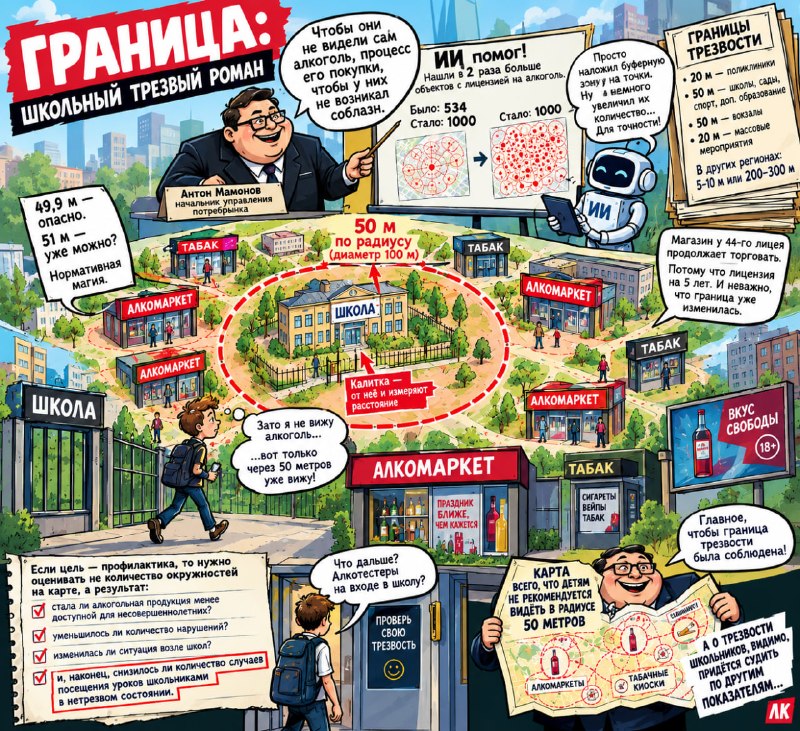 ГРАНИЦА:
ШКОЛЬНЫЙ ТРЕЗВЫЙ РОМАН
Чтобы они
не видели сам
алкоголь, процесс
его покупки,
чтобы у них
не возникал
соблазн.
Антон Мамонов
начальник управления
потребрынка
ИИ помог!
Нашли в 2 раза больше
объектов с лицензией на алкоголь.
Было: 534
Стало: 1000
Стало: 1000
Просто
наложил буферную
зону на точки.
Ну и немного
увеличил их
количество...
Для точности!
ИИ
ГРАНИЦЫ
ТРЕЗВОСТИ
• 20 м — поликлиники
• 50 м — школы, сады,
спорт, доп. образование
• 50 м — вокзалы
• 20 м — массовые
мероприятия
В других регионах:
5-10 м или 200-300 м
49,9 м —
опасно.
51 м —
уже можно?
Нормативная
магия.
50 м
по радиусу
(диаметр 100 м)
ТАБАК
ТАБАК
Магазин у 44-го лицея
продолжает торговать.
Потому что лицензия
на 5 лет. И неважно,
что граница уже
изменилась.
АЛКОМАРКЕТ
ШКОЛА
АЛКОМАРКЕТ
АЛКОМАРКЕТ
ТАБАК
Калитка —
от неё и измеряют
расстояние
АЛКОМАРКЕТ
ШКОЛА
Зато я не вижу
алкоголь...
...вот только
через 50 метров
уже вижу!
ВКУС
СВОБОДЫ
18+
АЛКОМАРКЕТ
ПРАЗДНИК
БЛИЖЕ,
ЧЕМ КАЖЕТСЯ
ТАБАК
СИГАРЕТЫ
ВЕЙПЫ
ТАБАК
Главное,
чтобы граница
трезвости
была соблюдена!
Если цель — профилактика, то нужно
оценивать не количество окружностей
на карте, а результат:
стала ли алкогольная продукция менее
доступной для несовершеннолетних?
уменьшилось ли количество нарушений?
изменилась ли ситуация возле школ?
и, наконец, снизилось ли количество случаев
посещения уроков школьниками
в нетрезвом состоянии.
Что дальше?
Алкотестеры
на входе в школу?
ПРОВЕРЬ
СВОЮ
ТРЕЗВОСТЬ
КАРТА
ВСЕГО, ЧТО ДЕТЯМ
НЕ РЕКОМЕНДУЕТСЯ
ВИДЕТЬ В РАДИУСЕ
50 МЕТРОВ
АЛКОМАРКЕТЫ
ТАБАЧНЫЕ
КИОСКИ
А О ТРЕЗВОСТИ
ШКОЛЬНИКОВ, ВИДИМО,
ПРИДЁТСЯ СУДИТЬ
ПО ДРУГИМ
ПОКАЗАТЕЛЯМ...
ЛК